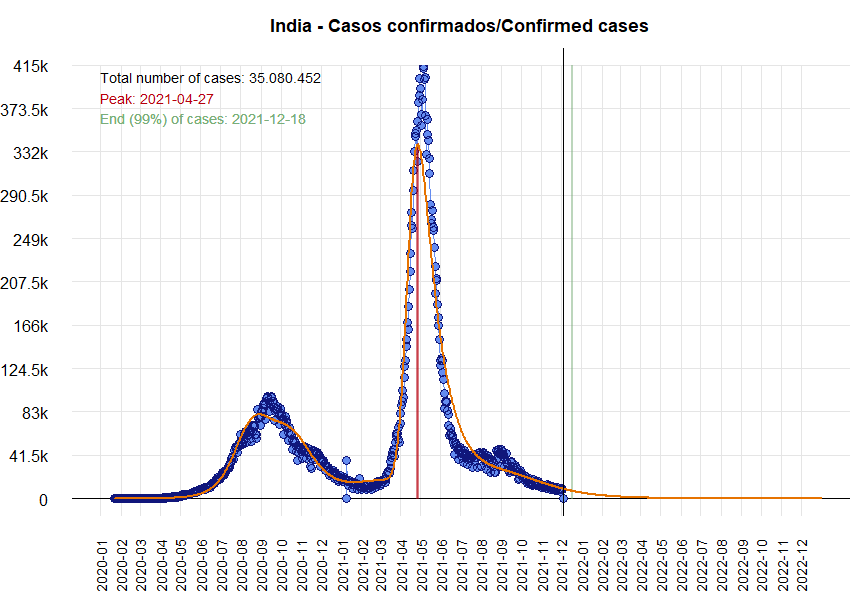 India - Casos confirmados/Confirmed cases
Total number of cases: 35.080.452
Peak: 2021-04-27
End (99%) of cases: 2021-12-18
415k
373.5k
332k
290.5k
249k
207.5k
166k
124.5k
83k
41.5k
0
2020-01
2020-02
2020-03
2020-04
2020-05
2020-06
2020-07
2020-08
2020-09
2020-10
2020-11
2020-12
2021-01
2021-02
2021-03
2021-04
2021-05
2021-06
2021-07
2021-08
2021-09
2021-10
2021-11
2021-12
2022-01
2022-02
2022-03
2022-04
2022-05
2022-06
2022-07
2022-08
2022-09
2022-10
2022-11
2022-12